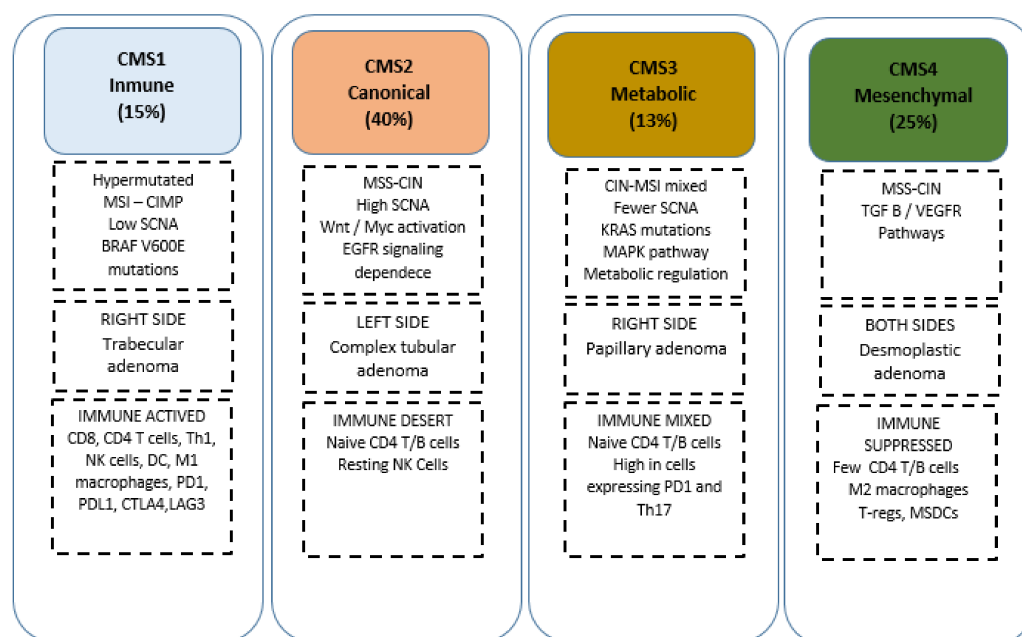 CMS1
Inmune
(15%)
Hypermutated
MSI – CIMP
Low SCNA
BRAF V600E
mutations
RIGHT SIDE
Trabecular
adenoma
IMMUNE ACTIVED
CD8, CD4 T cells, Th1,
NK cells, DC, M1
macrophages, PD1,
PDL1, CTLA4,LAG3
CMS2
Canonical
(40%)
MSS-CIN
High SCNA
Wnt / Myc activation
EGFR signaling
dependece
LEFT SIDE
Complex tubular
adenoma
IMMUNE DESERT
Naive CD4 T/B cells
Resting NK Cells
CMS3
Metabolic
(13%)
CIN-MSI mixed
Fewer SCNA
KRAS mutations
MAPK pathway
Metabolic regulation
RIGHT SIDE
Papillary adenoma
IMMUNE MIXED
Naive CD4 T/B cells
High in cells
expressing PD1 and
Th17
CMS4
Mesenchymal
(25%)
MSS-CIN
TGF B / VEGFR
Pathways
BOTH SIDES
Desmoplastic
adenoma
IMMUNE
SUPPRESSED
Few CD4 T/B cells
M2 macrophages
T-regs, MSDCs